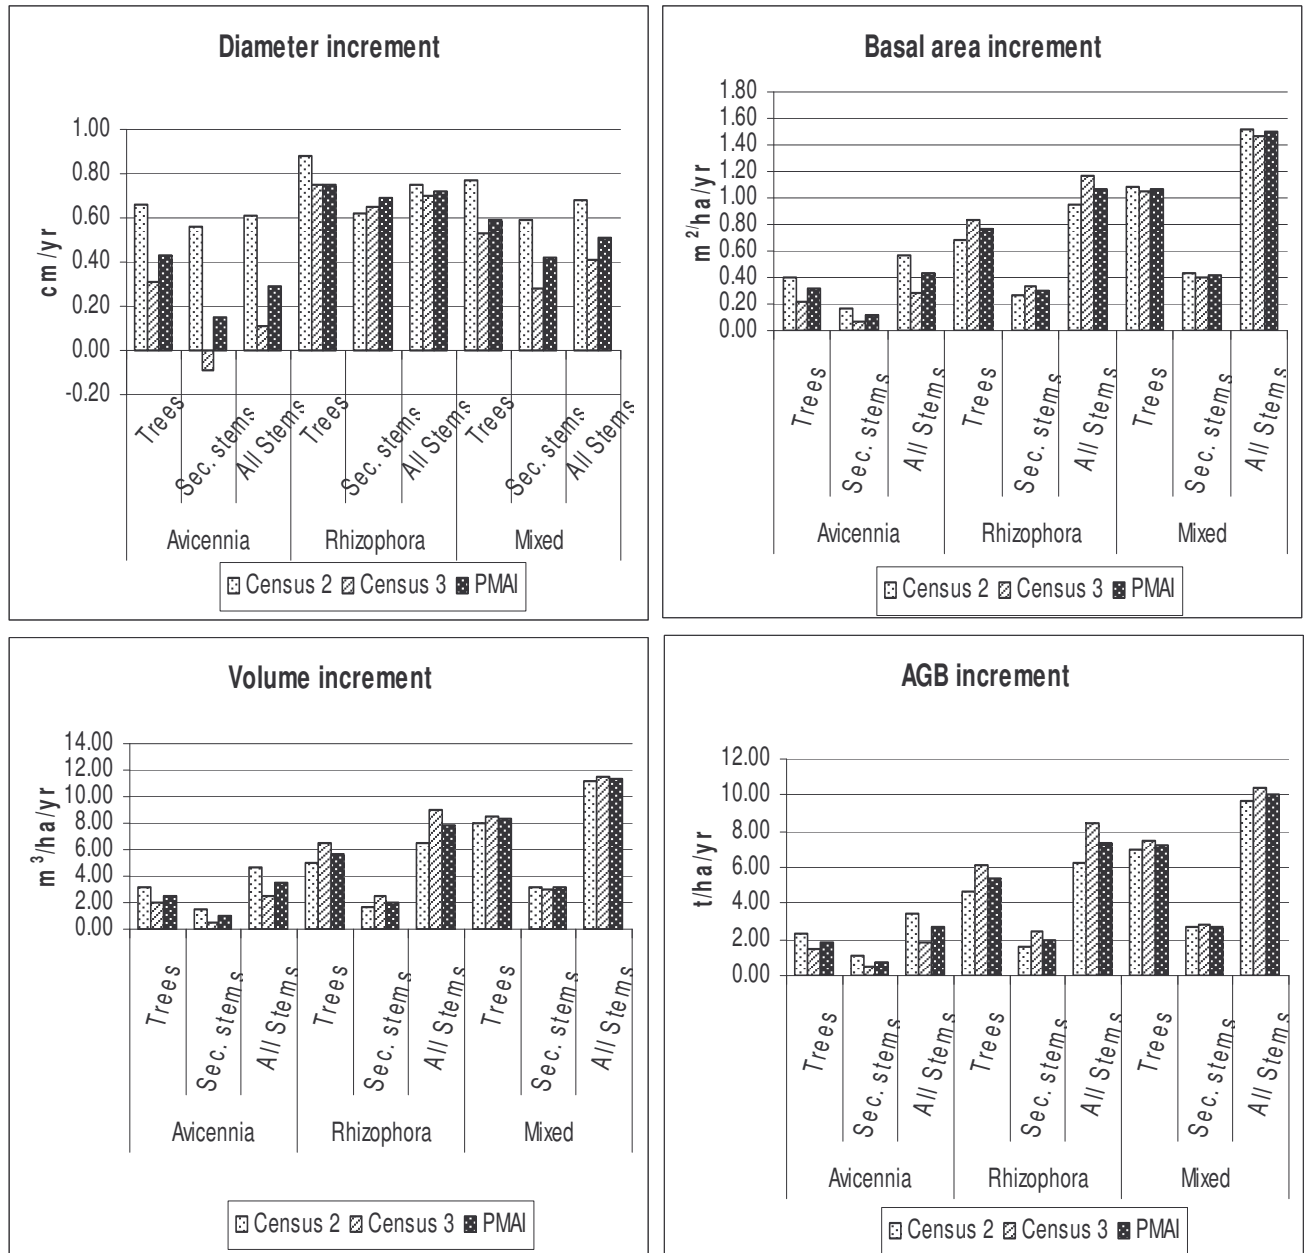 Diameter increment
cm/yr
1.00
0.80
0.60
0.40
0.20
0.00
-0.20
Trees
Sec. stems
All Stems
Trees
Sec. stems
All Stems
Trees
Sec. stems
All Stems
Avicennia
Rhizophora
Mixed
Census 2 Census 3 PMAI
Basal area increment
m²/ha/yr
1.80
1.60
1.40
1.20
1.00
0.80
0.60
0.40
0.20
0.00
Trees
Sec. stems
All Stems
Trees
Sec. stems
All Stems
Trees
Sec. stems
All Stems
Avicennia
Rhizophora
Mixed
Census 2 Census 3 PMAI
Volume increment
m³/ha/yr
14.00
12.00
10.00
8.00
6.00
4.00
2.00
0.00
Trees
Sec. stems
All Stems
Trees
Sec. stems
All Stems
Trees
Sec. stems
All Stems
Avicennia
Rhizophora
Mixed
Census 2 Census 3 PMAI
AGB increment
t/ha/yr
12.00
10.00
8.00
6.00
4.00
2.00
0.00
Trees
Sec. stems
All Stems
Trees
Sec. stems
All Stems
Trees
Sec. stems
All Stems
Avicennia
Rhizophora
Mixed
Census 2 Census 3 PMAI